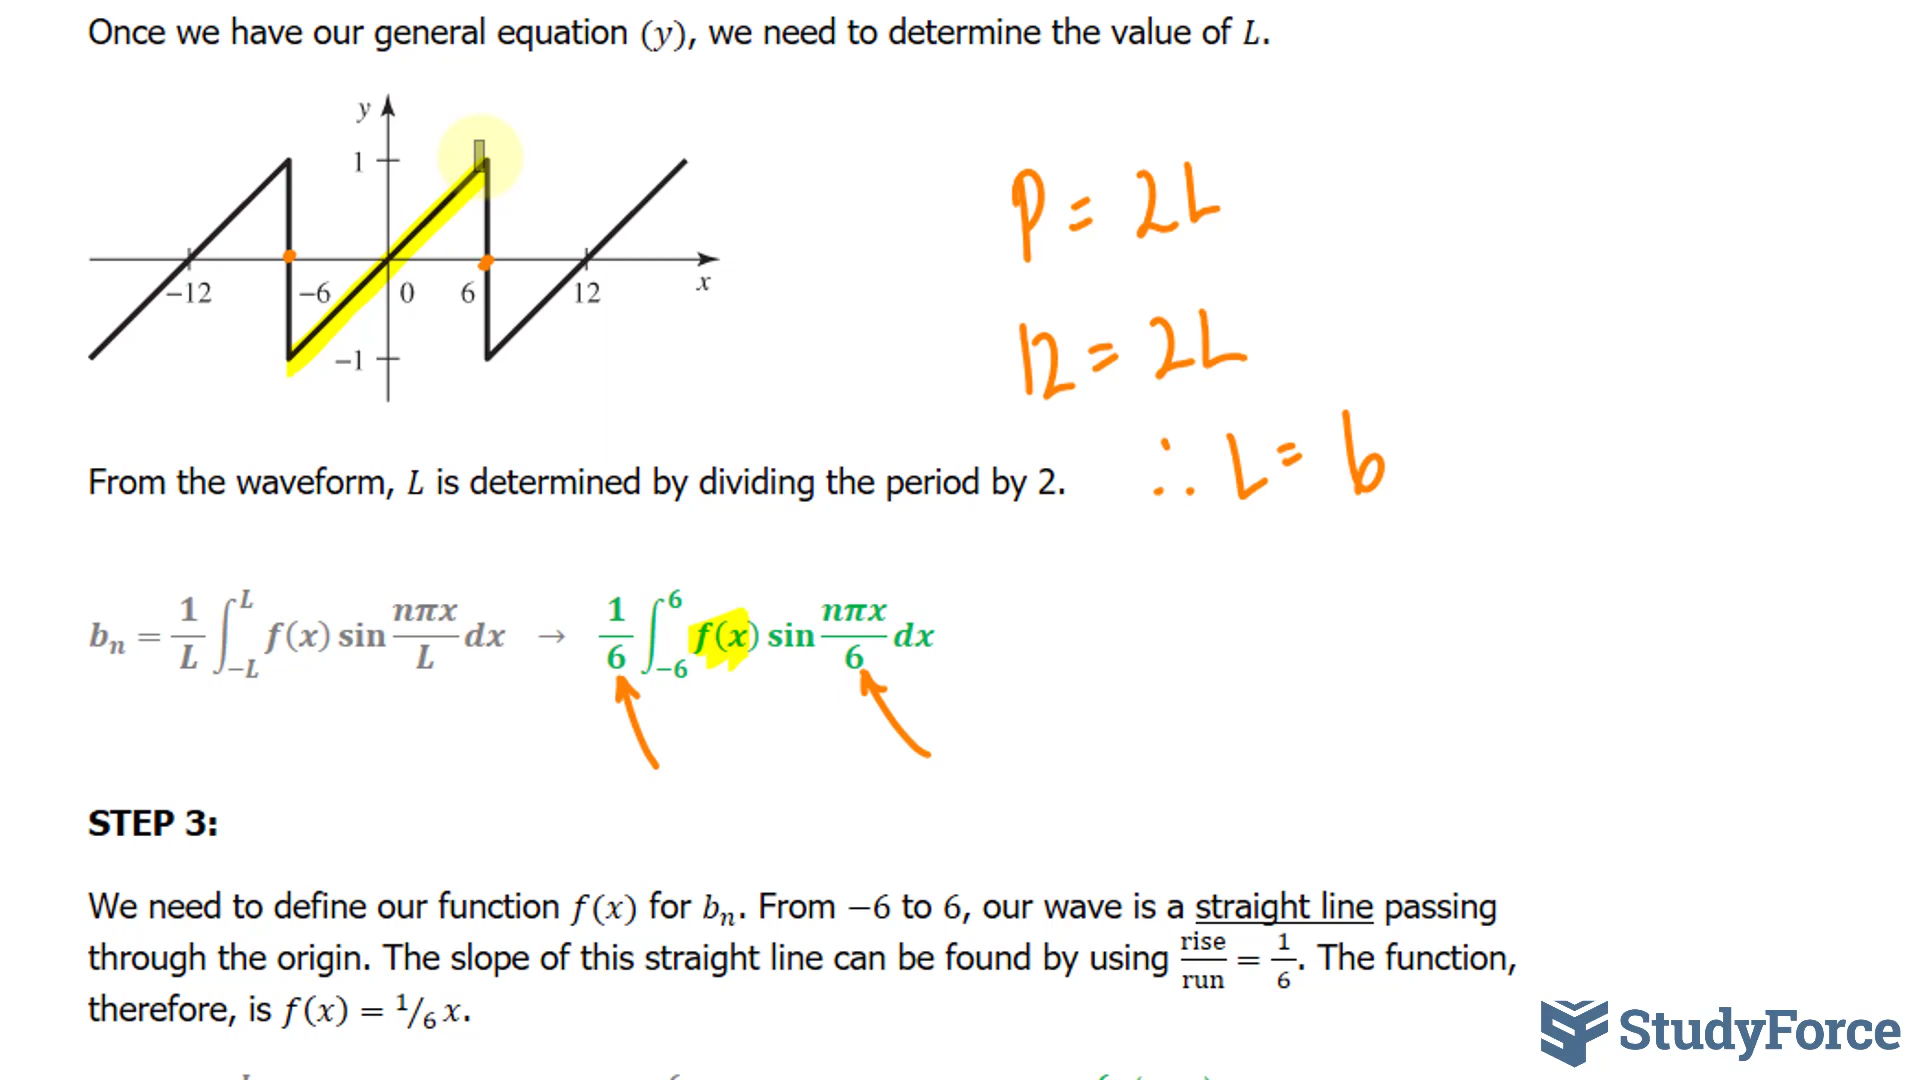 Once we have our general equation (y), we need to determine the value of L.
y
1
-12 -6 0 6 12 x
-1
P = 2L
12 = 2L
∴ L = 6
From the waveform, L is determined by dividing the period by 2.
bₙ = 1/L ∫_{-L}^{L} f(x) sin nπx/L dx → 1/6 ∫_{-6}^{6} f(x) sin nπx/6 dx
STEP 3:
We need to define our function f(x) for bₙ. From −6 to 6, our wave is a straight line passing
through the origin. The slope of this straight line can be found by using rise/run = 1/6. The function,
therefore, is f(x) = 1/6 x.
StudyForce